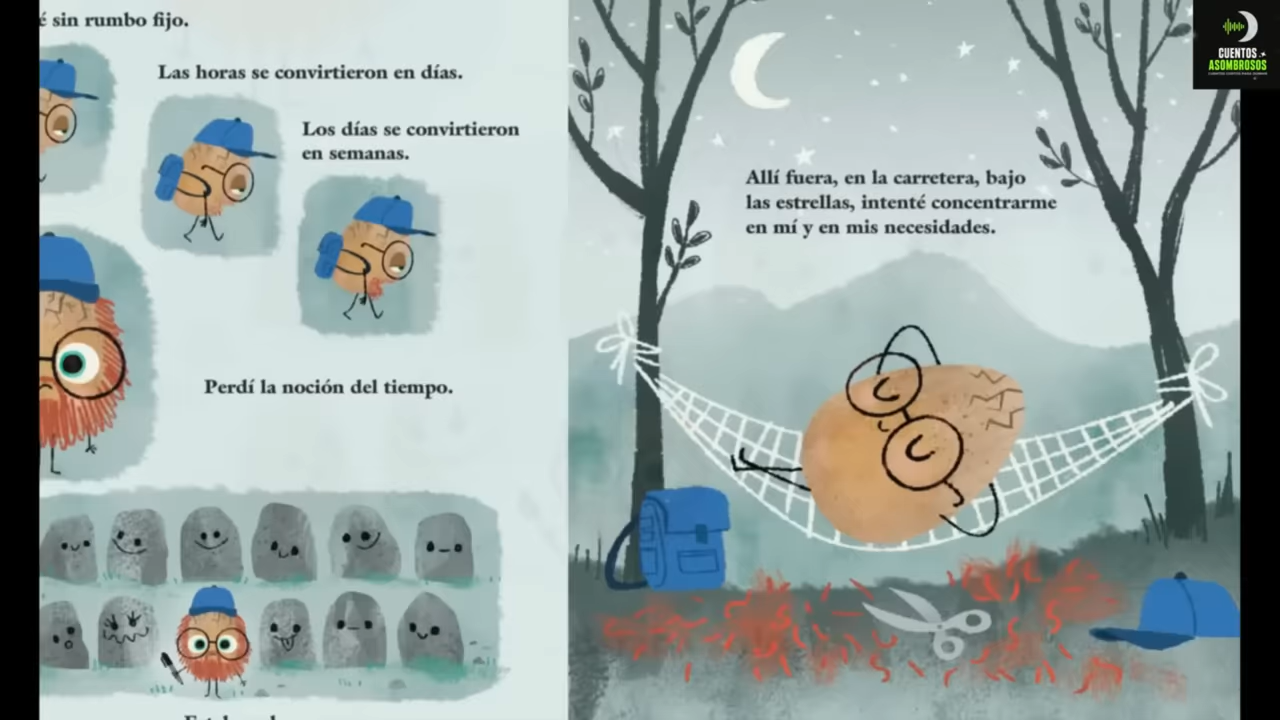 é sin rumbo fijo.
Las horas se convirtieron en días.
Los días se convirtieron
en semanas.
Perdí la noción del tiempo.
Allí fuera, en la carretera, bajo
las estrellas, intenté concentrarme
en mí y en mis necesidades.
CUENTOS
ASOMBROSOS